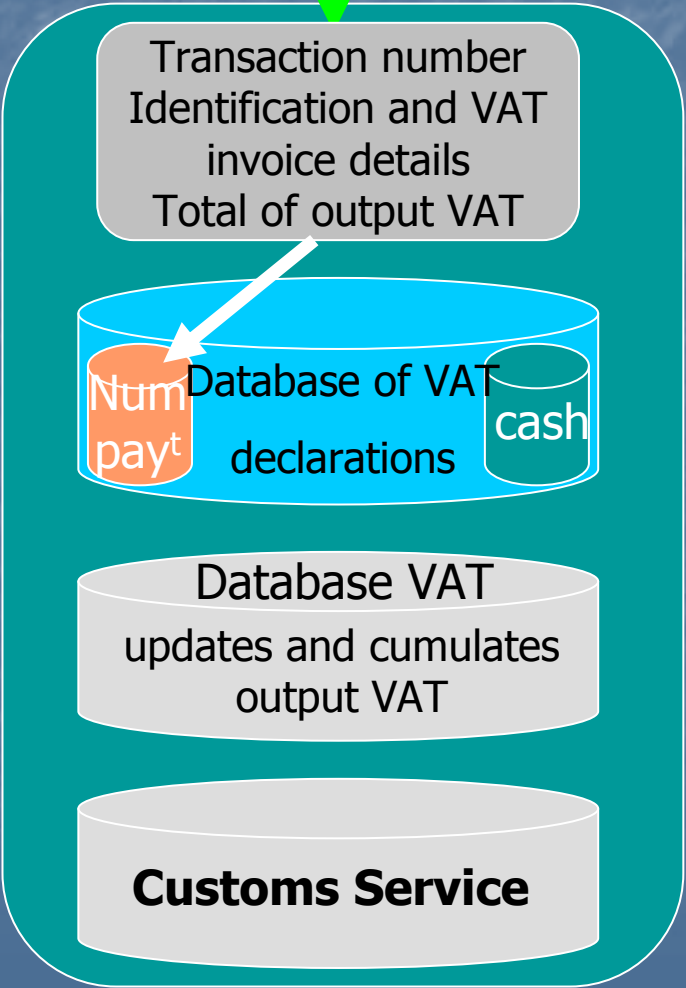 Transaction number
Identification and VAT
invoice details
Total of output VAT
Num
payᵗ
Database of VAT
declarations
cash
Database VAT
updates and cumulates
output VAT
Customs Service